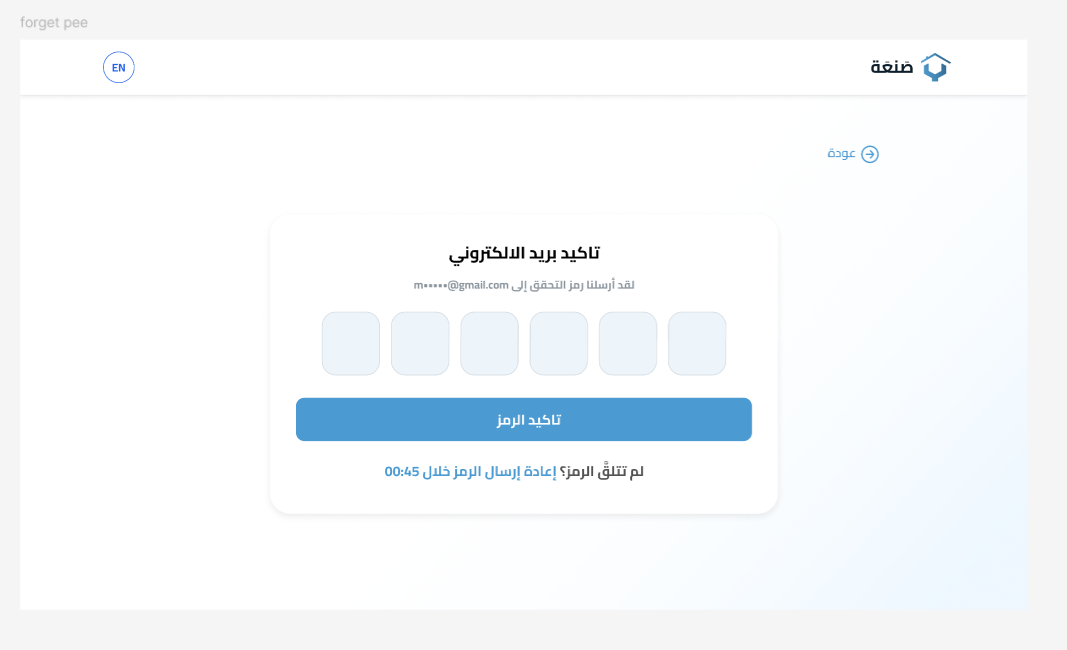 forget pee
صَنعَة
EN
عودة
تاكيد بريد الالكتروني
لقد أرسلنا رمز التحقق إلى m•••••@gmail.com
تاكيد الرمز
لم تتلقَّ الرمز؟ إعادة إرسال الرمز خلال 00:45